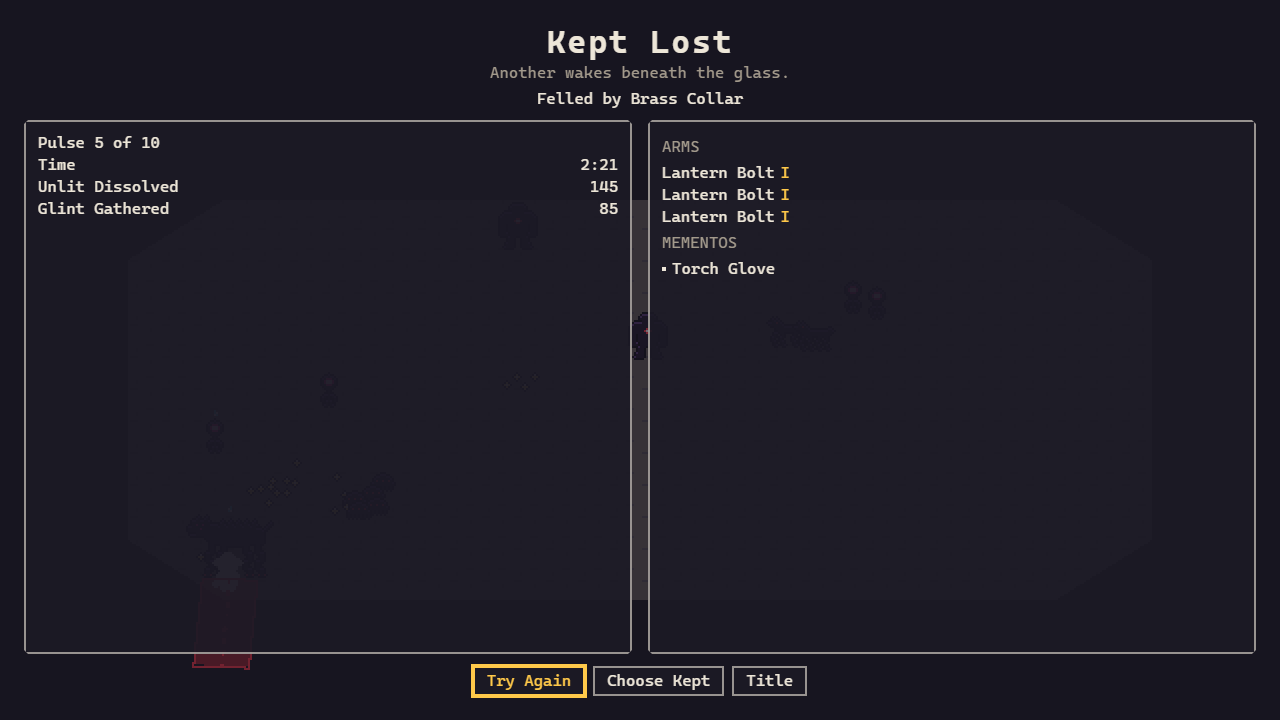 Kept Lost
Another wakes beneath the glass.
Felled by Brass Collar
Pulse 5 of 10
Time 2:21
Unlit Dissolved 145
Glint Gathered 85
ARMS
Lantern Bolt I
Lantern Bolt I
Lantern Bolt I
MEMENTOS
Torch Glove
Try Again
Choose Kept
Title